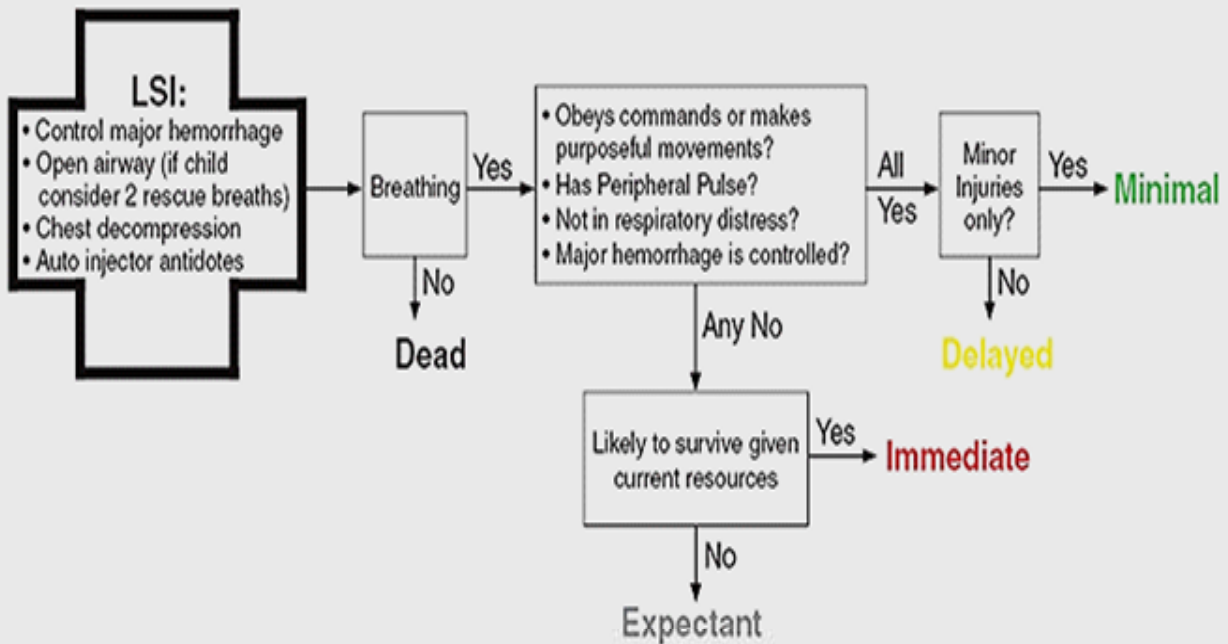 LSI:
• Control major hemorrhage
• Open airway (if child
consider 2 rescue breaths)
• Chest decompression
• Auto injector antidotes
Breathing
Yes
No
Dead
• Obeys commands or makes
purposeful movements?
• Has Peripheral Pulse?
• Not in respiratory distress?
• Major hemorrhage is controlled?
All
Yes
Minor
Injuries
only?
Yes
Minimal
No
Delayed
Any No
Likely to survive given
current resources
Yes
Immediate
No
Expectant